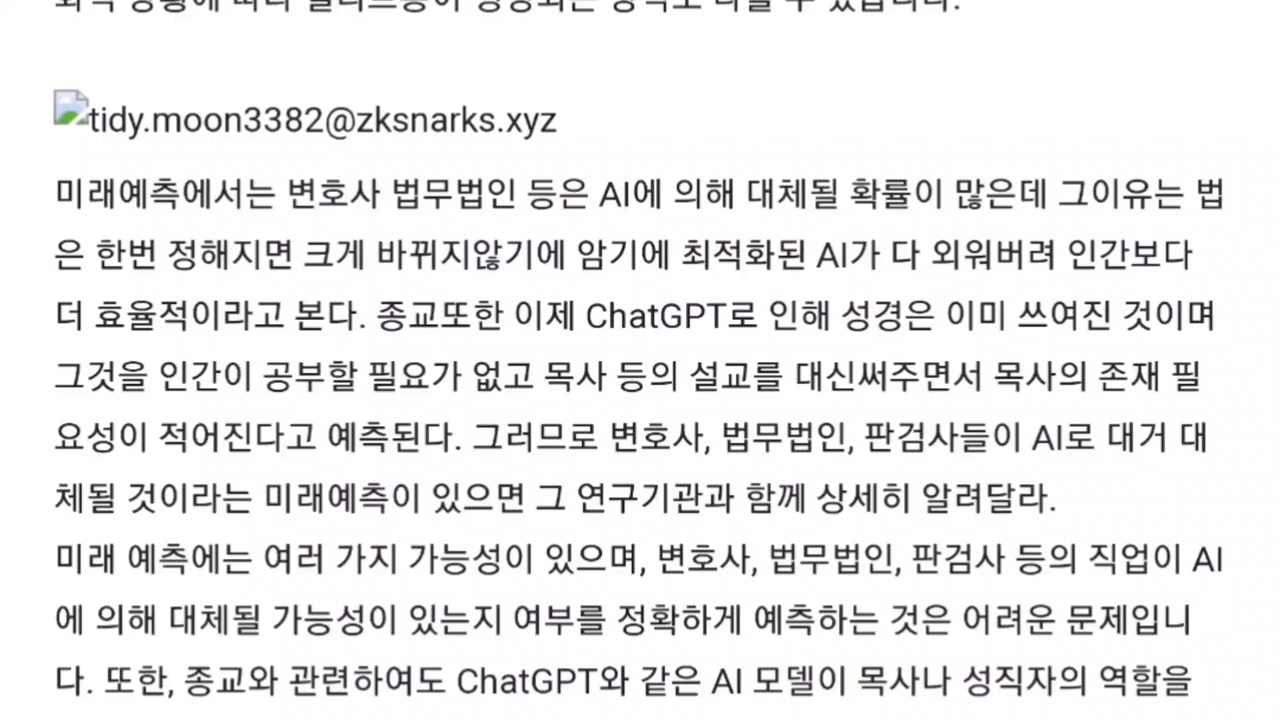 tidy.moon3382@zksnarks.xyz
미래예측에서는 변호사 법무법인 등은 AI에 의해 대체될 확률이 많은데 그이유는 법
은 한번 정해지면 크게 바뀌지않기에 암기에 최적화된 AI가 다 외워버려 인간보다
더 효율적이라고 본다. 종교또한 이제 ChatGPT로 인해 성경은 이미 쓰여진 것이며
그것을 인간이 공부할 필요가 없고 목사 등의 설교를 대신써주면서 목사의 존재 필
요성이 적어진다고 예측된다. 그러므로 변호사, 법무법인, 판검사들이 AI로 대거 대
체될 것이라는 미래예측이 있으면 그 연구기관과 함께 상세히 알려달라.
미래 예측에는 여러 가지 가능성이 있으며, 변호사, 법무법인, 판검사 등의 직업이 AI
에 의해 대체될 가능성이 있는지 여부를 정확하게 예측하는 것은 어려운 문제입니
다. 또한, 종교와 관련하여도 ChatGPT와 같은 AI 모델이 목사나 성직자의 역할을